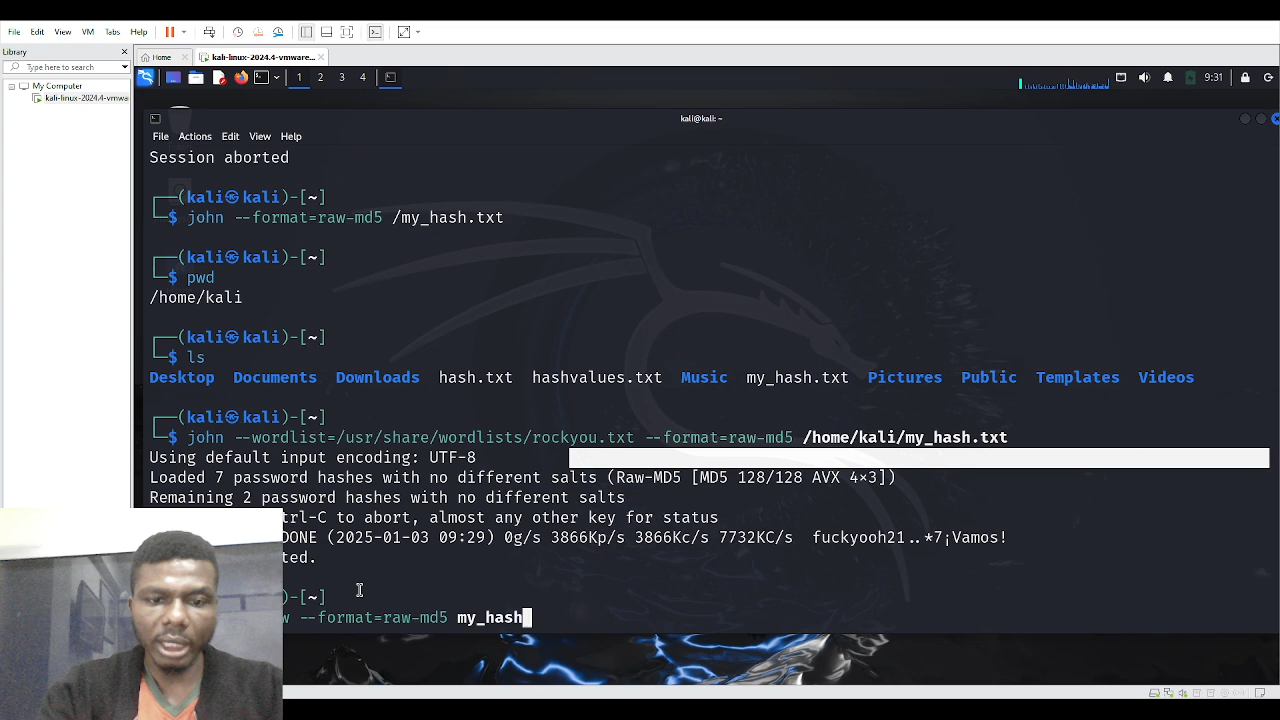 File Edit View VM Tabs Help
Library
Type here to search
My Computer
kali-linux-2024.4-vmwa
Home
kali-linux-2024.4-vmware...
1 2 3 4
9:31
kali@kali: ~
File Actions Edit View Help
Session aborted
(kali㉿kali)-[~]
$ john --format=raw-md5 /my_hash.txt
(kali㉿kali)-[~]
$ pwd
/home/kali
(kali㉿kali)-[~]
$ ls
Desktop Documents Downloads hash.txt hashvalues.txt Music my_hash.txt Pictures Public Templates Videos
(kali㉿kali)-[~]
$ john --wordlist=/usr/share/wordlists/rockyou.txt --format=raw-md5 /home/kali/my_hash.txt
Using default input encoding: UTF-8
Loaded 7 password hashes with no different salts (Raw-MD5 [MD5 128/128 AVX 4×3])
Remaining 2 password hashes with no different salts
trl-C to abort, almost any other key for status
DONE (2025-01-03 09:29) 0g/s 3866Kp/s 3866Kc/s 7732KC/s fuckyooh21..*7¡Vamos!
ted.
)-[~]
w --format=raw-md5 my_hash